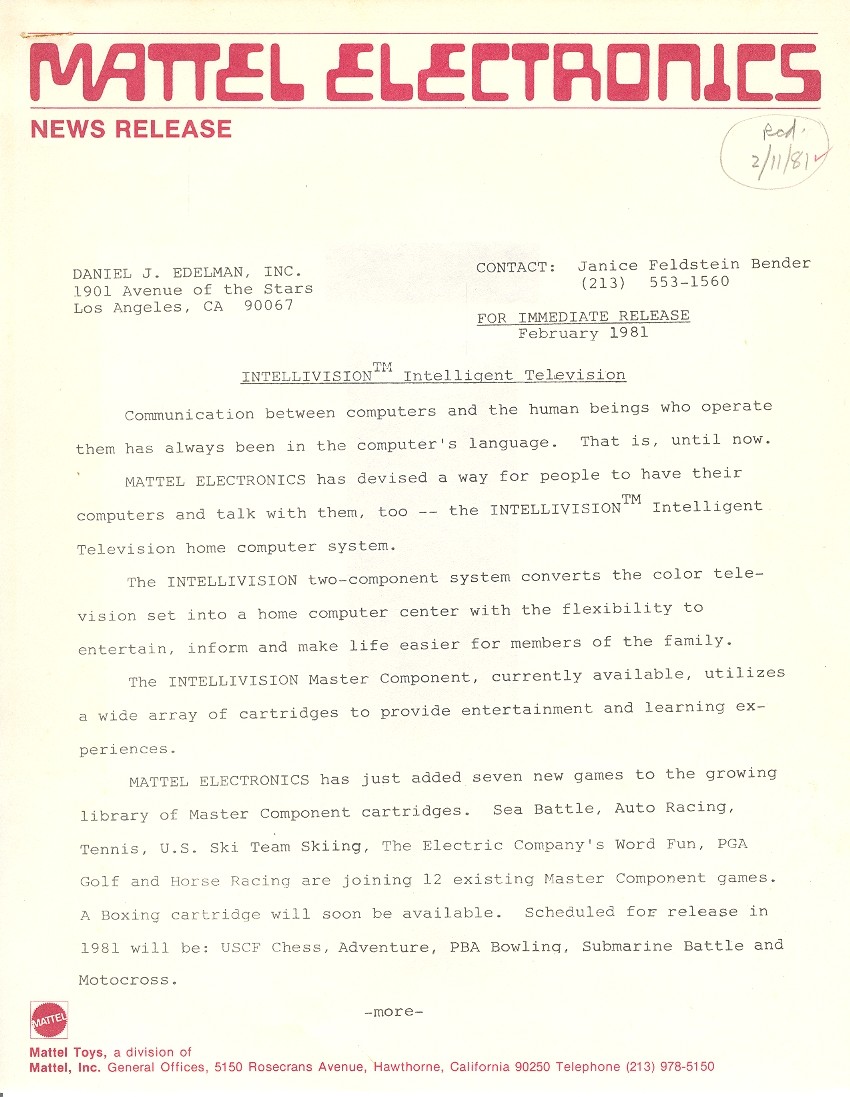 MATTEL ELECTRONICS
NEWS RELEASE
Rcd.
2/11/81
DANIEL J. EDELMAN, INC.
1901 Avenue of the Stars
Los Angeles, CA 90067
CONTACT: Janice Feldstein Bender
(213) 553-1560
FOR IMMEDIATE RELEASE
February 1981
INTELLIVISION™ Intelligent Television
Communication between computers and the human beings who operate
them has always been in the computer's language. That is, until now.
MATTEL ELECTRONICS has devised a way for people to have their
computers and talk with them, too -- the INTELLIVISION™ Intelligent
Television home computer system.
The INTELLIVISION two-component system converts the color tele-
vision set into a home computer center with the flexibility to
entertain, inform and make life easier for members of the family.
The INTELLIVISION Master Component, currently available, utilizes
a wide array of cartridges to provide entertainment and learning ex-
periences.
MATTEL ELECTRONICS has just added seven new games to the growing
library of Master Component cartridges. Sea Battle, Auto Racing,
Tennis, U.S. Ski Team Skiing, The Electric Company's Word Fun, PGA
Golf and Horse Racing are joining 12 existing Master Component games.
A Boxing cartridge will soon be available. Scheduled for release in
1981 will be: USCF Chess, Adventure, PBA Bowling, Submarine Battle and
Motocross.
-more-
MATTEL
Mattel Toys, a division of
Mattel, Inc. General Offices, 5150 Rosecrans Avenue, Hawthorne, California 90250 Telephone (213) 978-5150